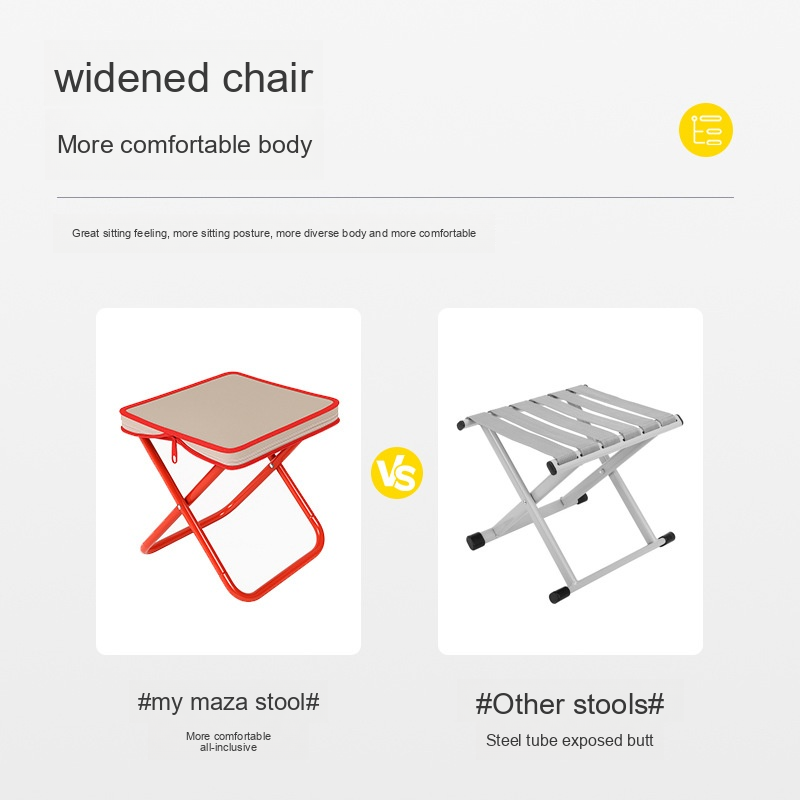 widened chair
More comfortable body
Great sitting feeling, more sitting posture, more diverse body and more comfortable
VS
#my maza stool#
#Other stools#
More comfortable
all-inclusive
Steel tube exposed butt